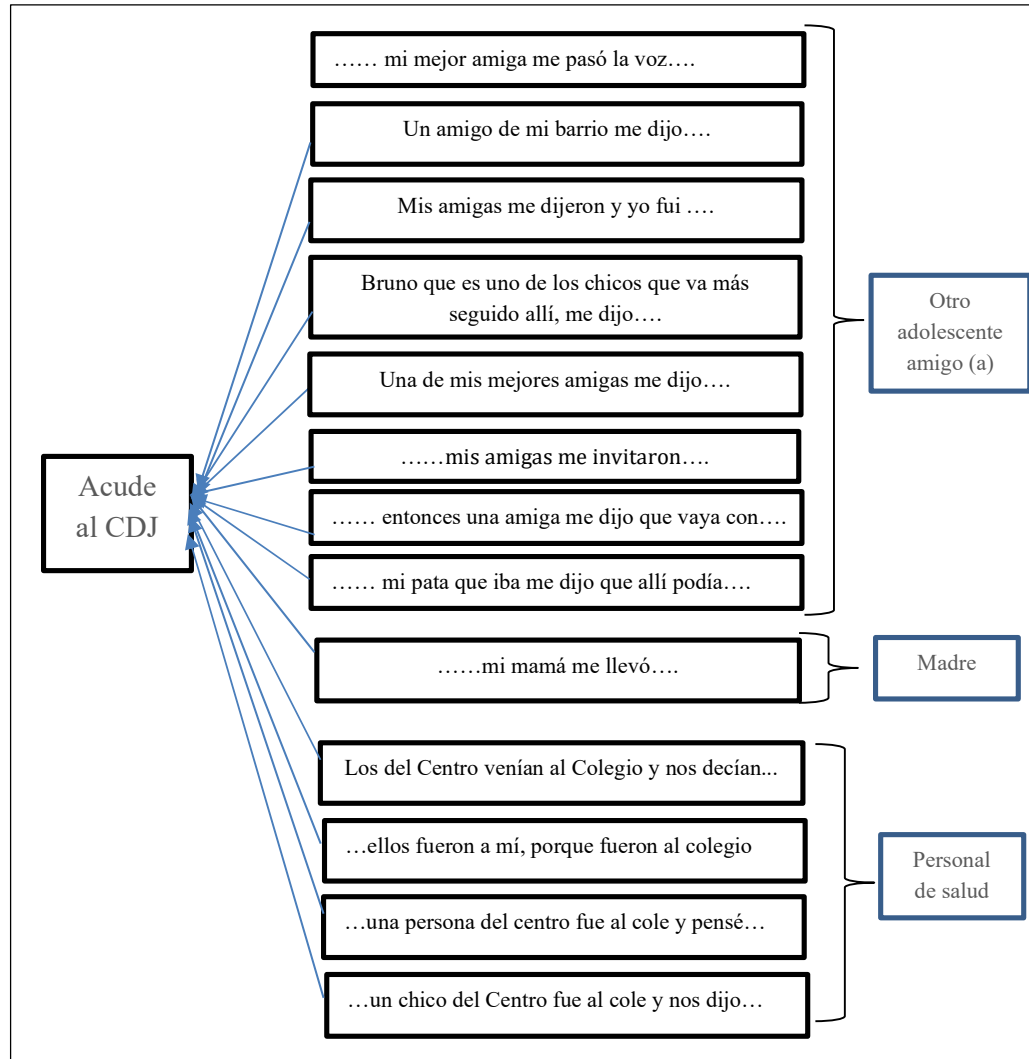 …… mi mejor amiga me pasó la voz….
Un amigo de mi barrio me dijo….
Mis amigas me dijeron y yo fui ….
Bruno que es uno de los chicos que va más
seguido allí, me dijo….
Una de mis mejores amigas me dijo….
……mis amigas me invitaron….
…… entonces una amiga me dijo que vaya con….
…… mi pata que iba me dijo que allí podía….
Otro
adolescente
amigo (a)
Acude
al CDJ
……mi mamá me llevó….
Madre
Los del Centro venían al Colegio y nos decían...
…ellos fueron a mí, porque fueron al colegio
…una persona del centro fue al cole y pensé…
…un chico del Centro fue al cole y nos dijo…
Personal
de salud